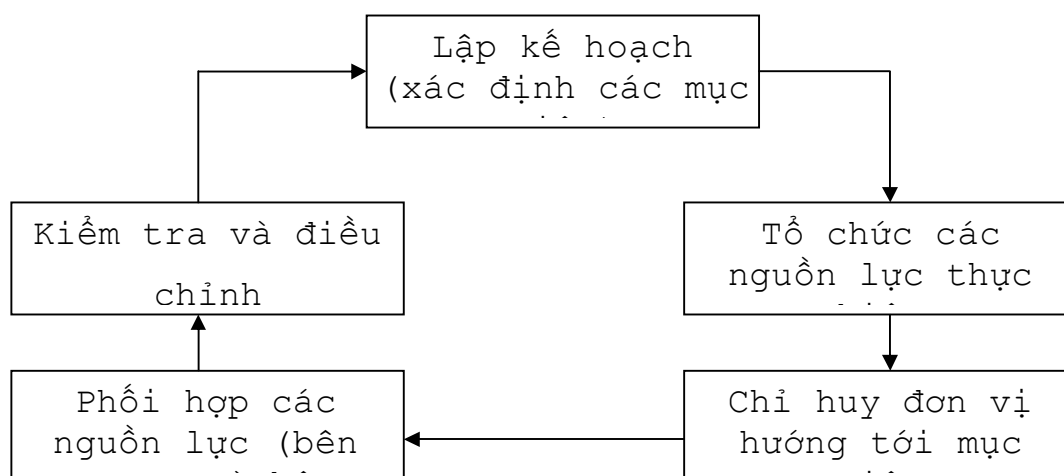 Lập kế hoạch
(xác định các mục
Kiểm tra và điều
chỉnh
Tổ chức các
nguồn lực thực
Phối hợp các
nguồn lực (bên
Chỉ huy đơn vị
hướng tới mục